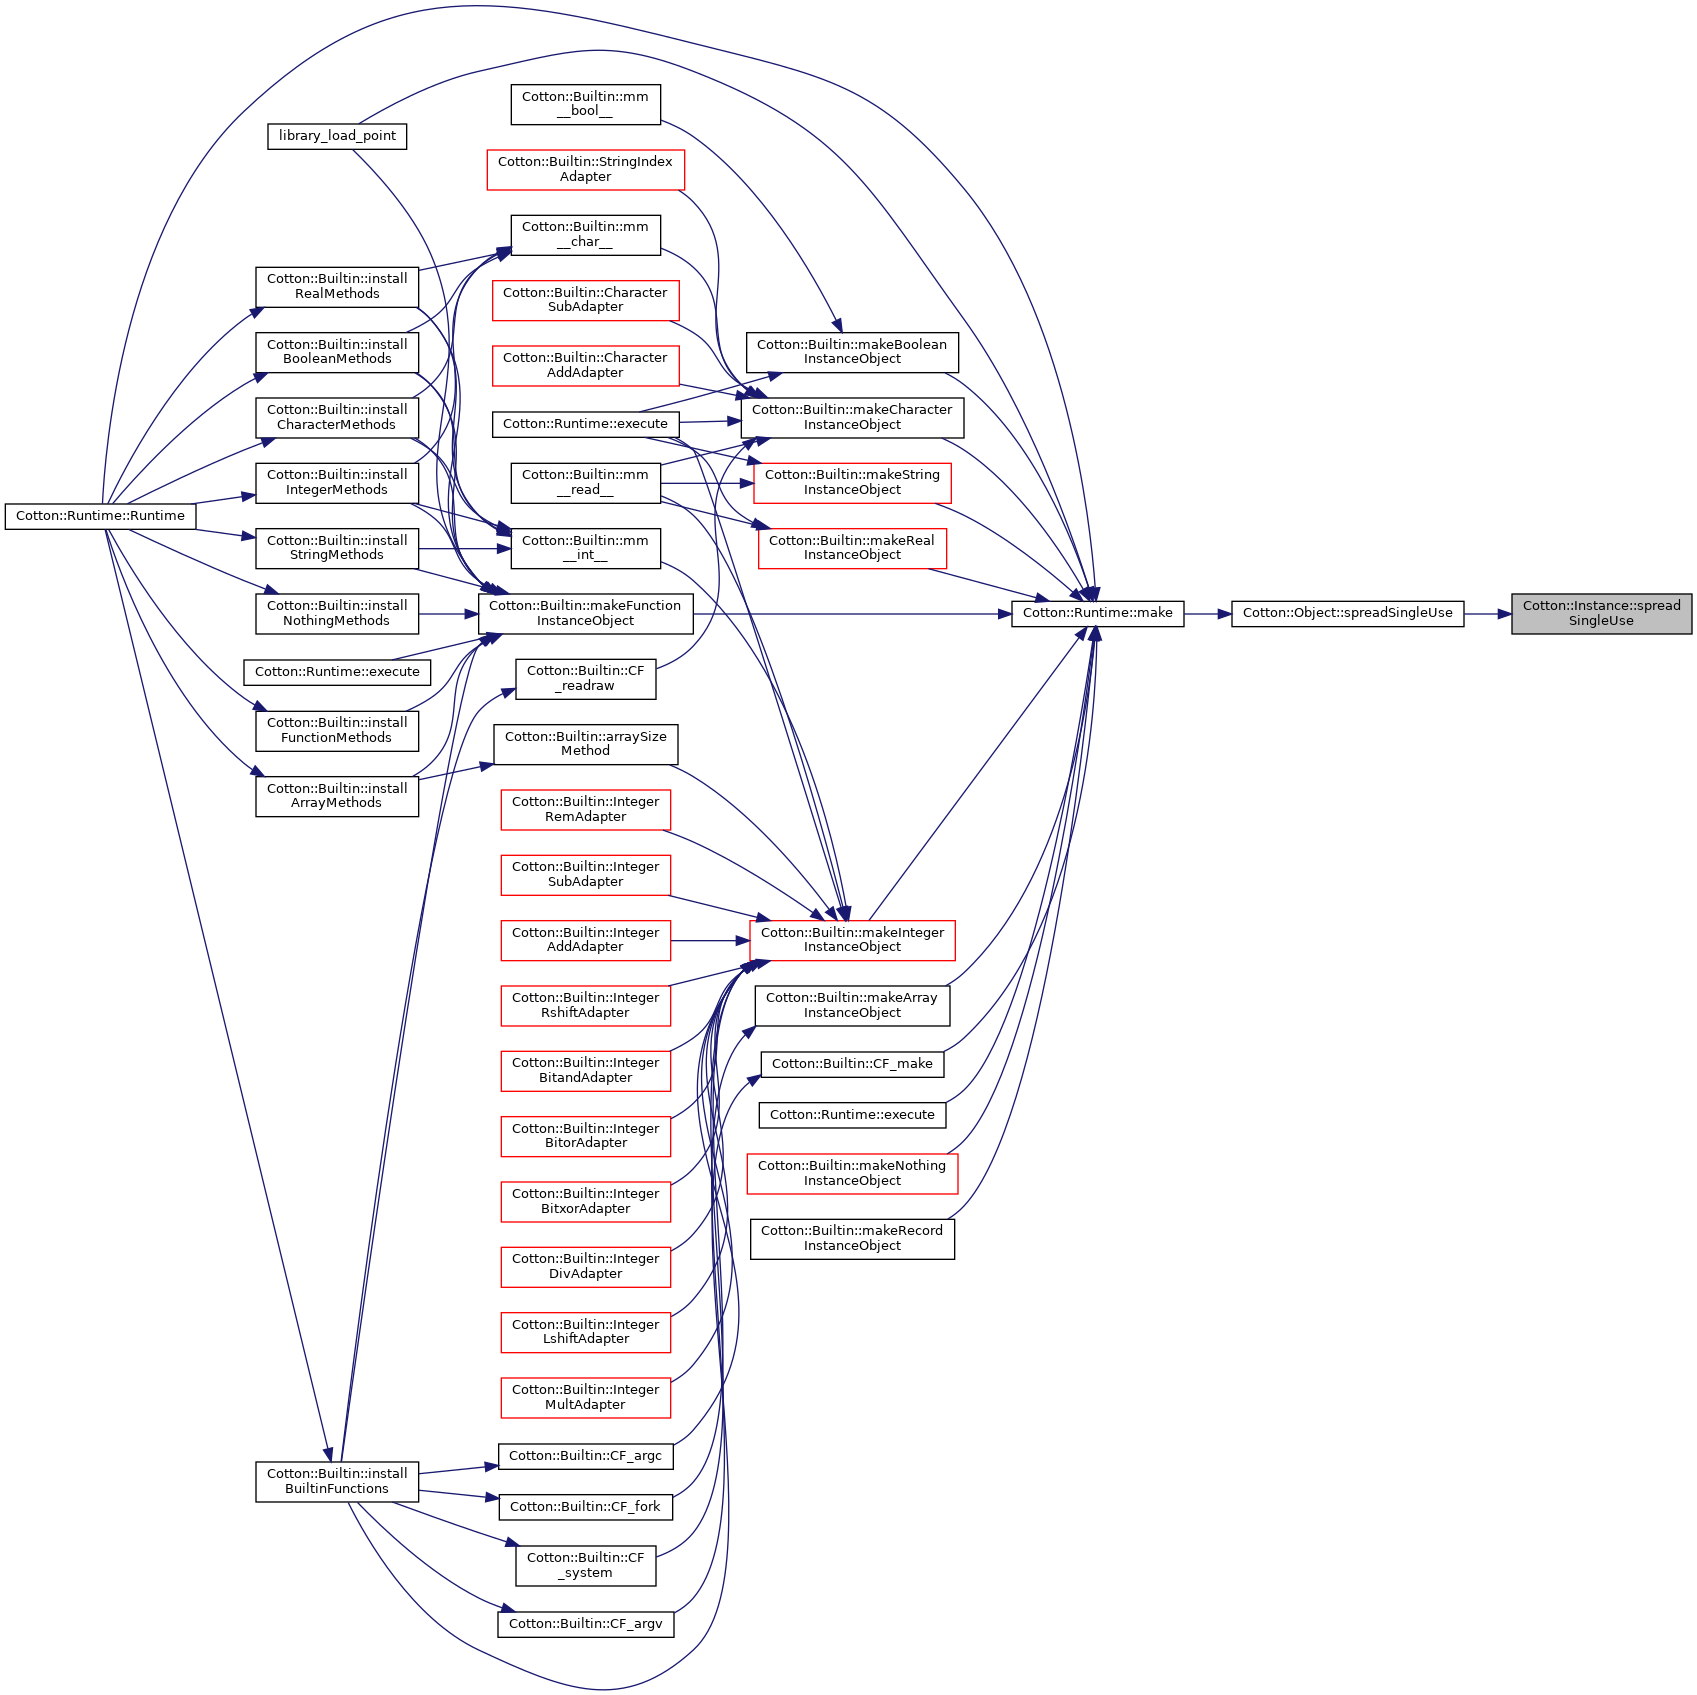 Cotton::Runtime::Runtime
library_load_point
Cotton::Builtin::install
RealMethods
Cotton::Builtin::install
BooleanMethods
Cotton::Builtin::install
CharacterMethods
Cotton::Builtin::install
IntegerMethods
Cotton::Builtin::install
StringMethods
Cotton::Builtin::install
NothingMethods
Cotton::Runtime::execute
Cotton::Builtin::install
FunctionMethods
Cotton::Builtin::install
ArrayMethods
Cotton::Builtin::install
BuiltinFunctions
Cotton::Builtin::mm
__bool__
Cotton::Builtin::StringIndex
Adapter
Cotton::Builtin::mm
__char__
Cotton::Builtin::Character
SubAdapter
Cotton::Builtin::Character
AddAdapter
Cotton::Runtime::execute
Cotton::Builtin::mm
__read__
Cotton::Builtin::mm
__int__
Cotton::Builtin::makeFunction
InstanceObject
Cotton::Builtin::CF
_readraw
Cotton::Builtin::arraySize
Method
Cotton::Builtin::Integer
RemAdapter
Cotton::Builtin::Integer
SubAdapter
Cotton::Builtin::Integer
AddAdapter
Cotton::Builtin::Integer
RshiftAdapter
Cotton::Builtin::Integer
BitandAdapter
Cotton::Builtin::Integer
BitorAdapter
Cotton::Builtin::Integer
BitxorAdapter
Cotton::Builtin::Integer
DivAdapter
Cotton::Builtin::Integer
LshiftAdapter
Cotton::Builtin::Integer
MultAdapter
Cotton::Builtin::CF_argc
Cotton::Builtin::CF_fork
Cotton::Builtin::CF
_system
Cotton::Builtin::CF_argv
Cotton::Builtin::makeBoolean
InstanceObject
Cotton::Builtin::makeCharacter
InstanceObject
Cotton::Builtin::makeString
InstanceObject
Cotton::Builtin::makeReal
InstanceObject
Cotton::Builtin::makeInteger
InstanceObject
Cotton::Builtin::makeArray
InstanceObject
Cotton::Builtin::CF_make
Cotton::Runtime::execute
Cotton::Builtin::makeNothing
InstanceObject
Cotton::Builtin::makeRecord
InstanceObject
Cotton::Runtime::make
Cotton::Object::spreadSingleUse
Cotton::Instance::spread
SingleUse